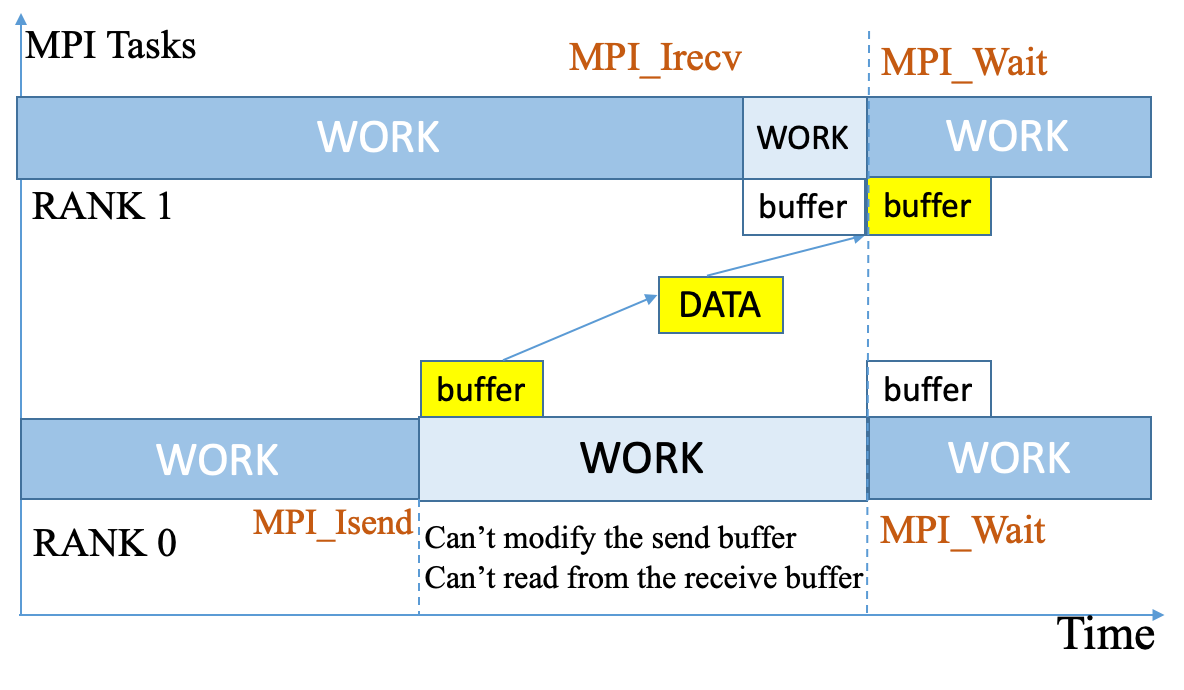 MPI Tasks
MPI_Irecv
MPI_Wait
WORK
WORK
WORK
RANK 1
buffer
buffer
DATA
buffer
buffer
WORK
WORK
WORK
RANK 0
MPI_Isend
Can’t modify the send buffer
Can’t read from the receive buffer
MPI_Wait
Time